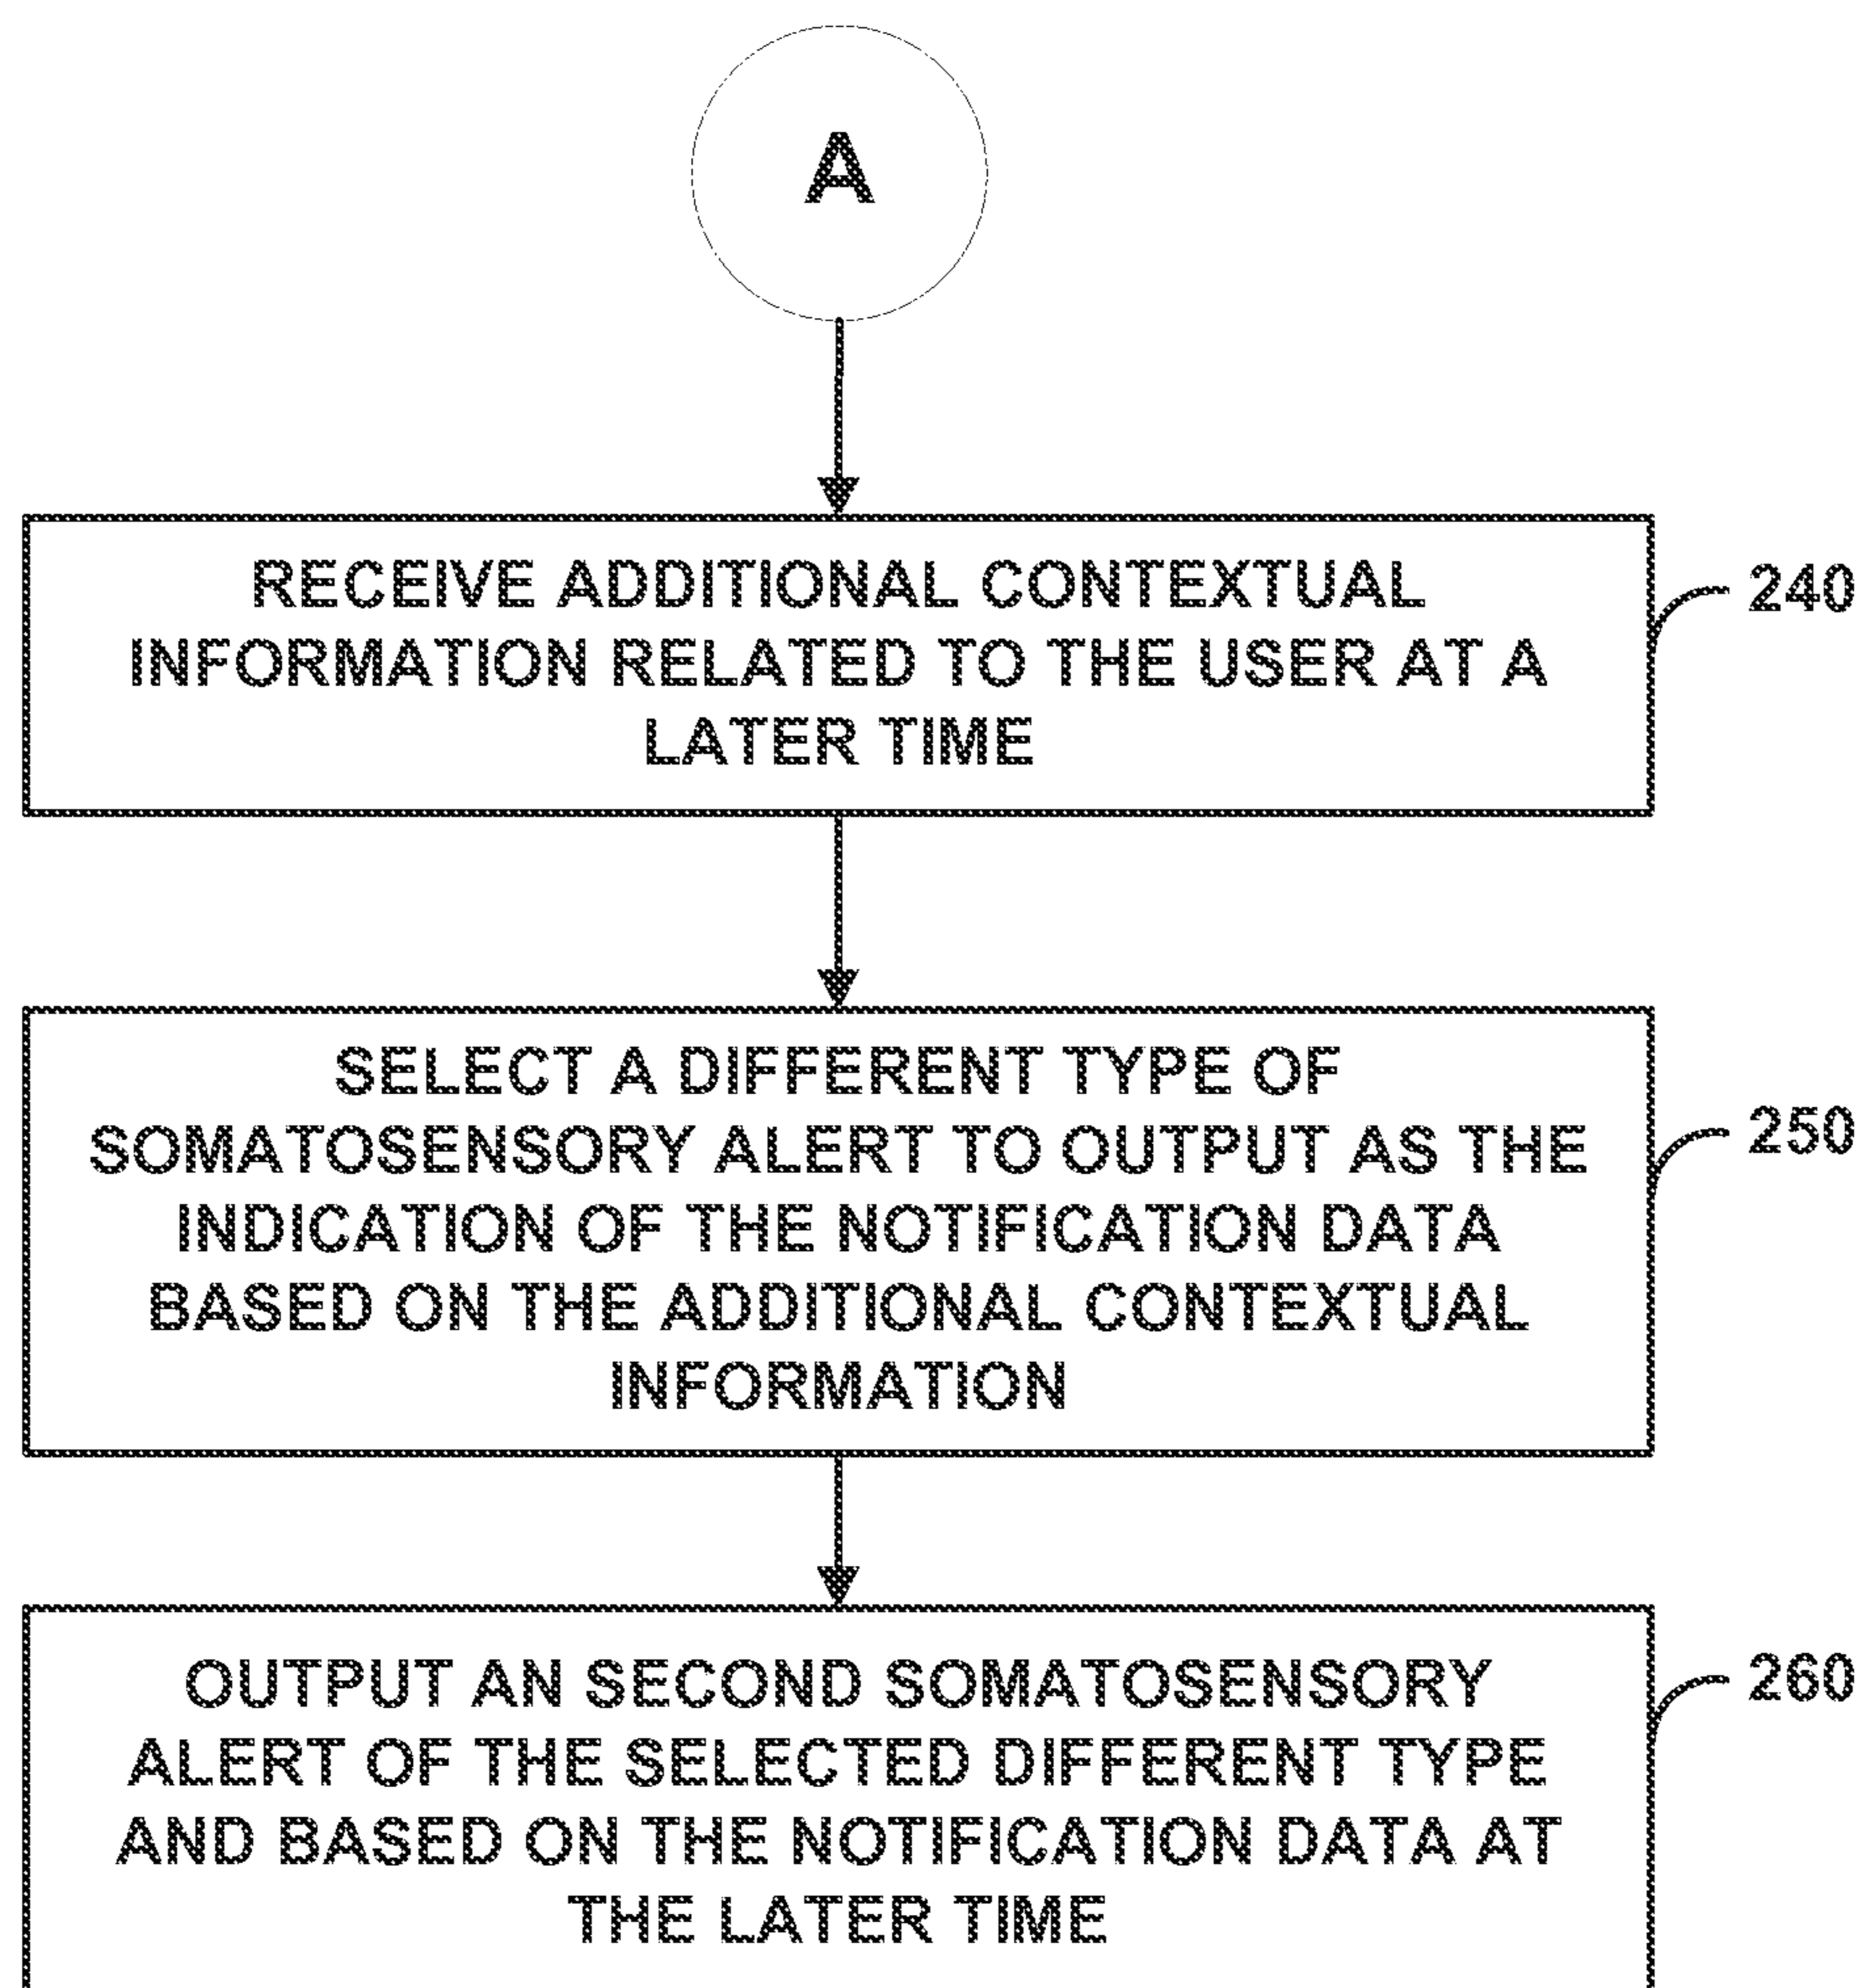 A
RECEIVE ADDITIONAL CONTEXTUAL
INFORMATION RELATED TO THE USER AT A
LATER TIME
240
SELECT A DIFFERENT TYPE OF
SOMATOSENSORY ALERT TO OUTPUT AS THE
INDICATION OF THE NOTIFICATION DATA
BASED ON THE ADDITIONAL CONTEXTUAL
INFORMATION
250
OUTPUT AN SECOND SOMATOSENSORY
ALERT OF THE SELECTED DIFFERENT TYPE
AND BASED ON THE NOTIFICATION DATA AT
THE LATER TIME
260